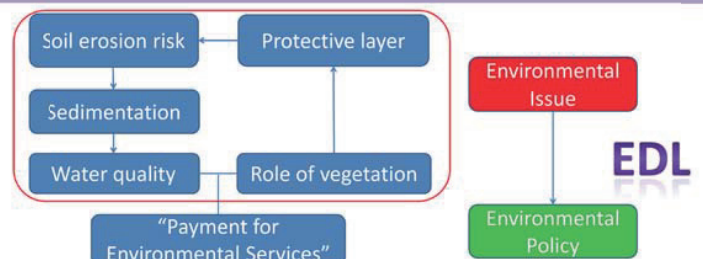 Soil erosion risk
Protective layer
Sedimentation
Water quality
Role of vegetation
"Payment for
Environmental Services"
Environmental
Issue
EDL
Environmental
Policy